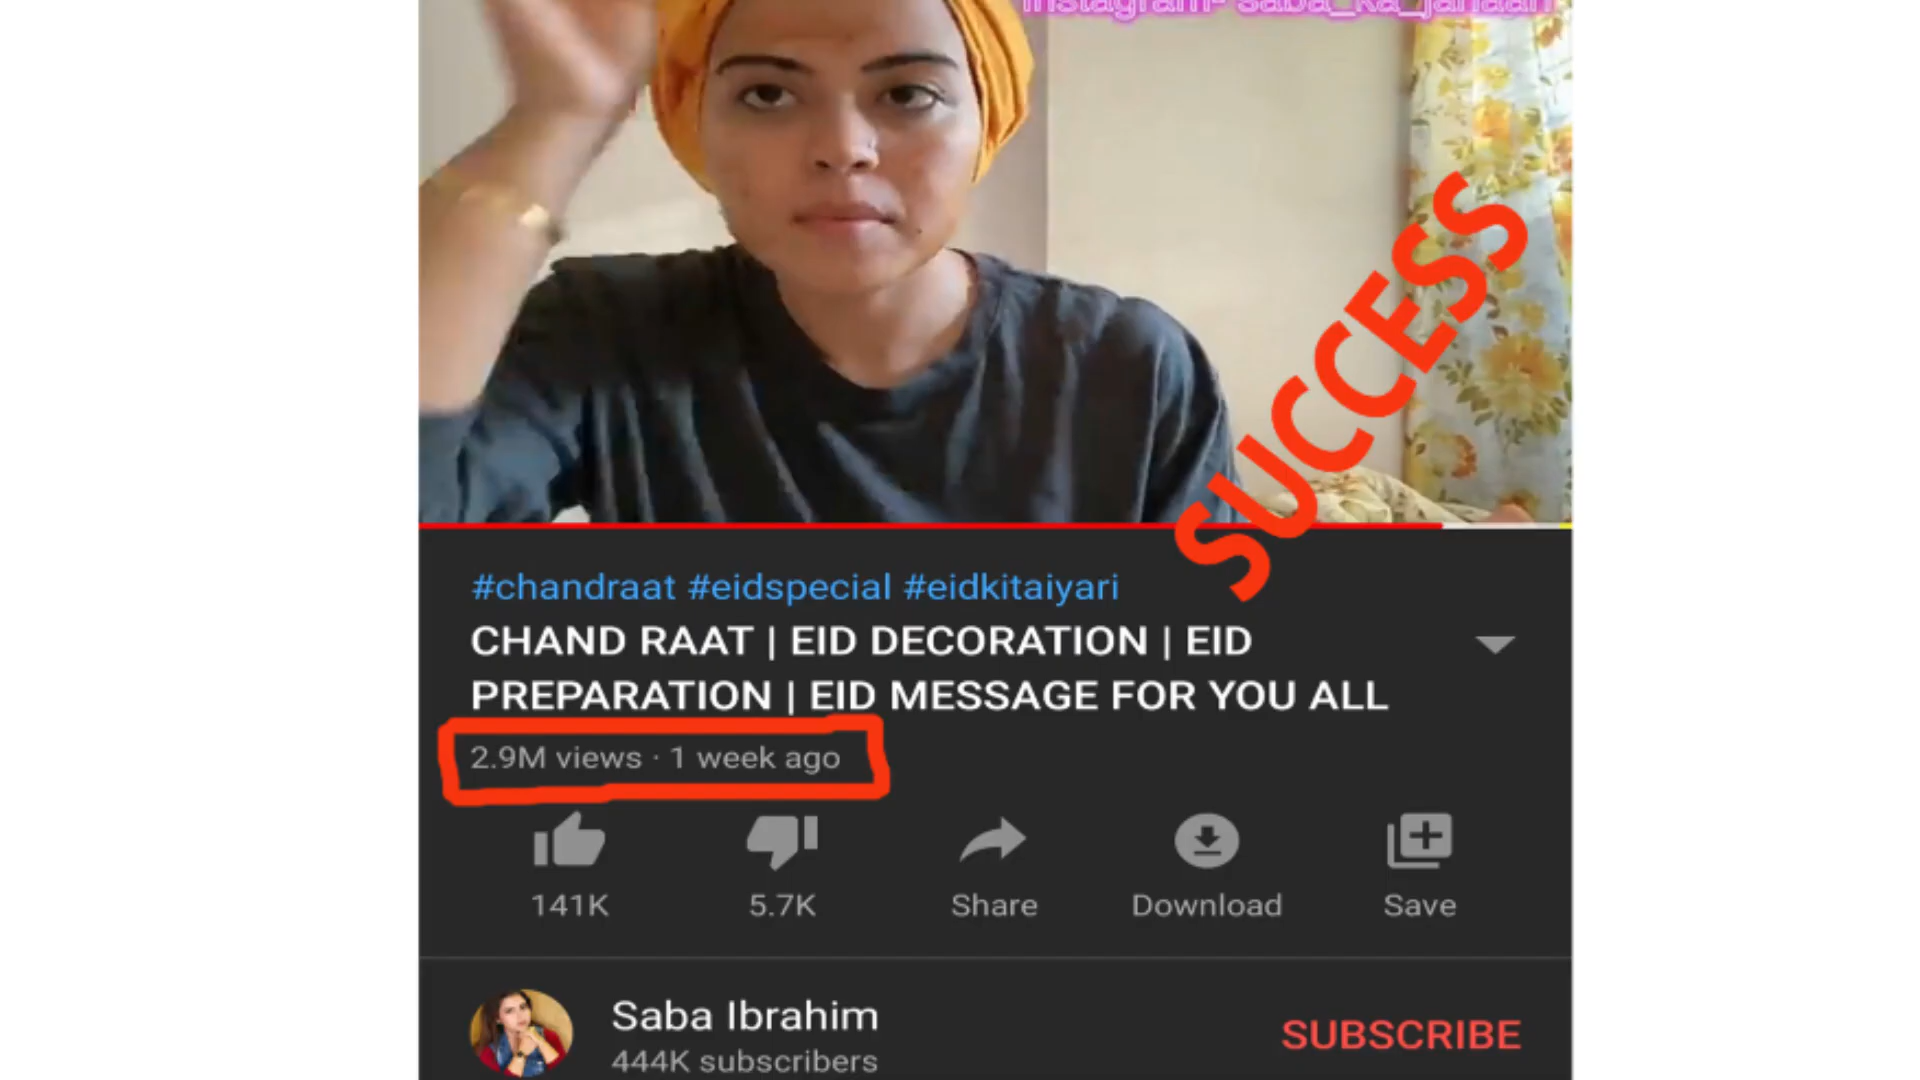 Instagram- saba_ka_jahaan
SUCCESS
#chandraat #eidspecial #eidkitaiyari
CHAND RAAT | EID DECORATION | EID
PREPARATION | EID MESSAGE FOR YOU ALL
2.9M views · 1 week ago
141K 5.7K Share Download Save
Saba Ibrahim
444K subscribers
SUBSCRIBE